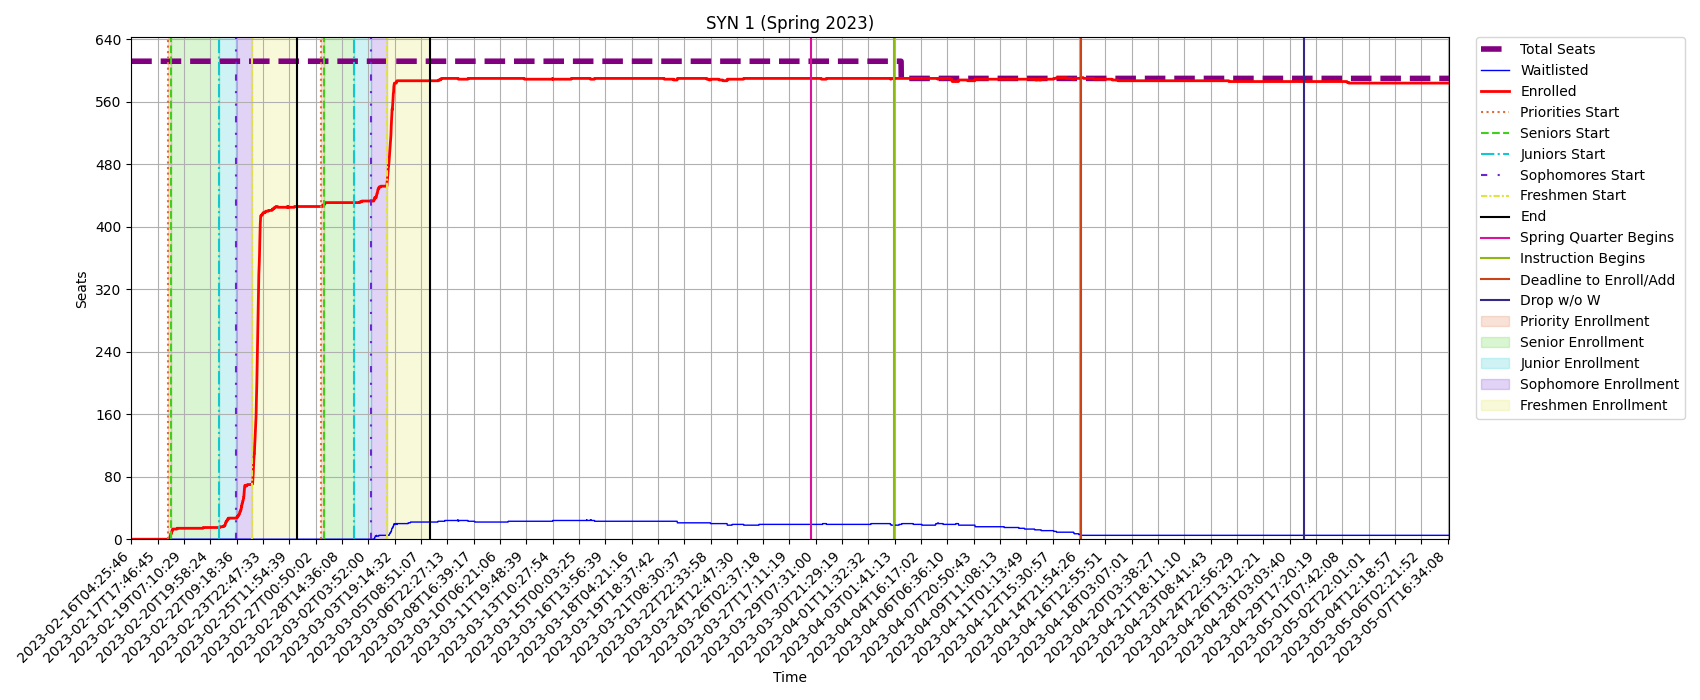 SYN 1 (Spring 2023)
640
560
480
400
320
240
160
80
0
Seats
2023-02-16T04:25:46
2023-02-17T17:46:45
2023-02-19T07:10:29
2023-02-20T19:58:24
2023-02-22T09:18:36
2023-02-23T22:47:33
2023-02-25T11:54:39
2023-02-27T00:50:02
2023-02-28T14:36:08
2023-03-02T03:52:00
2023-03-03T19:14:32
2023-03-05T08:51:07
2023-03-06T22:27:13
2023-03-08T16:39:17
2023-03-10T06:21:06
2023-03-11T19:48:39
2023-03-13T10:27:54
2023-03-15T00:03:25
2023-03-16T13:56:39
2023-03-18T04:21:16
2023-03-19T18:37:42
2023-03-21T08:30:37
2023-03-22T22:33:58
2023-03-24T12:47:30
2023-03-26T02:37:18
2023-03-27T17:11:19
2023-03-29T07:31:00
2023-03-30T21:29:19
2023-04-01T11:32:32
2023-04-03T01:41:13
2023-04-04T16:17:02
2023-04-06T06:36:10
2023-04-07T20:50:43
2023-04-09T11:08:13
2023-04-11T01:13:49
2023-04-12T15:30:57
2023-04-14T21:54:26
2023-04-16T12:55:51
2023-04-18T03:07:01
2023-04-20T03:38:27
2023-04-21T18:11:10
2023-04-23T08:41:43
2023-04-24T22:56:29
2023-04-26T13:12:21
2023-04-28T03:03:40
2023-04-29T17:20:19
2023-05-01T07:42:08
2023-05-02T22:01:01
2023-05-04T12:18:57
2023-05-06T02:21:52
2023-05-07T16:34:08
Time
Total Seats
Waitlisted
Enrolled
Priorities Start
Seniors Start
Juniors Start
Sophomores Start
Freshmen Start
End
Spring Quarter Begins
Instruction Begins
Deadline to Enroll/Add
Drop w/o W
Priority Enrollment
Senior Enrollment
Junior Enrollment
Sophomore Enrollment
Freshmen Enrollment